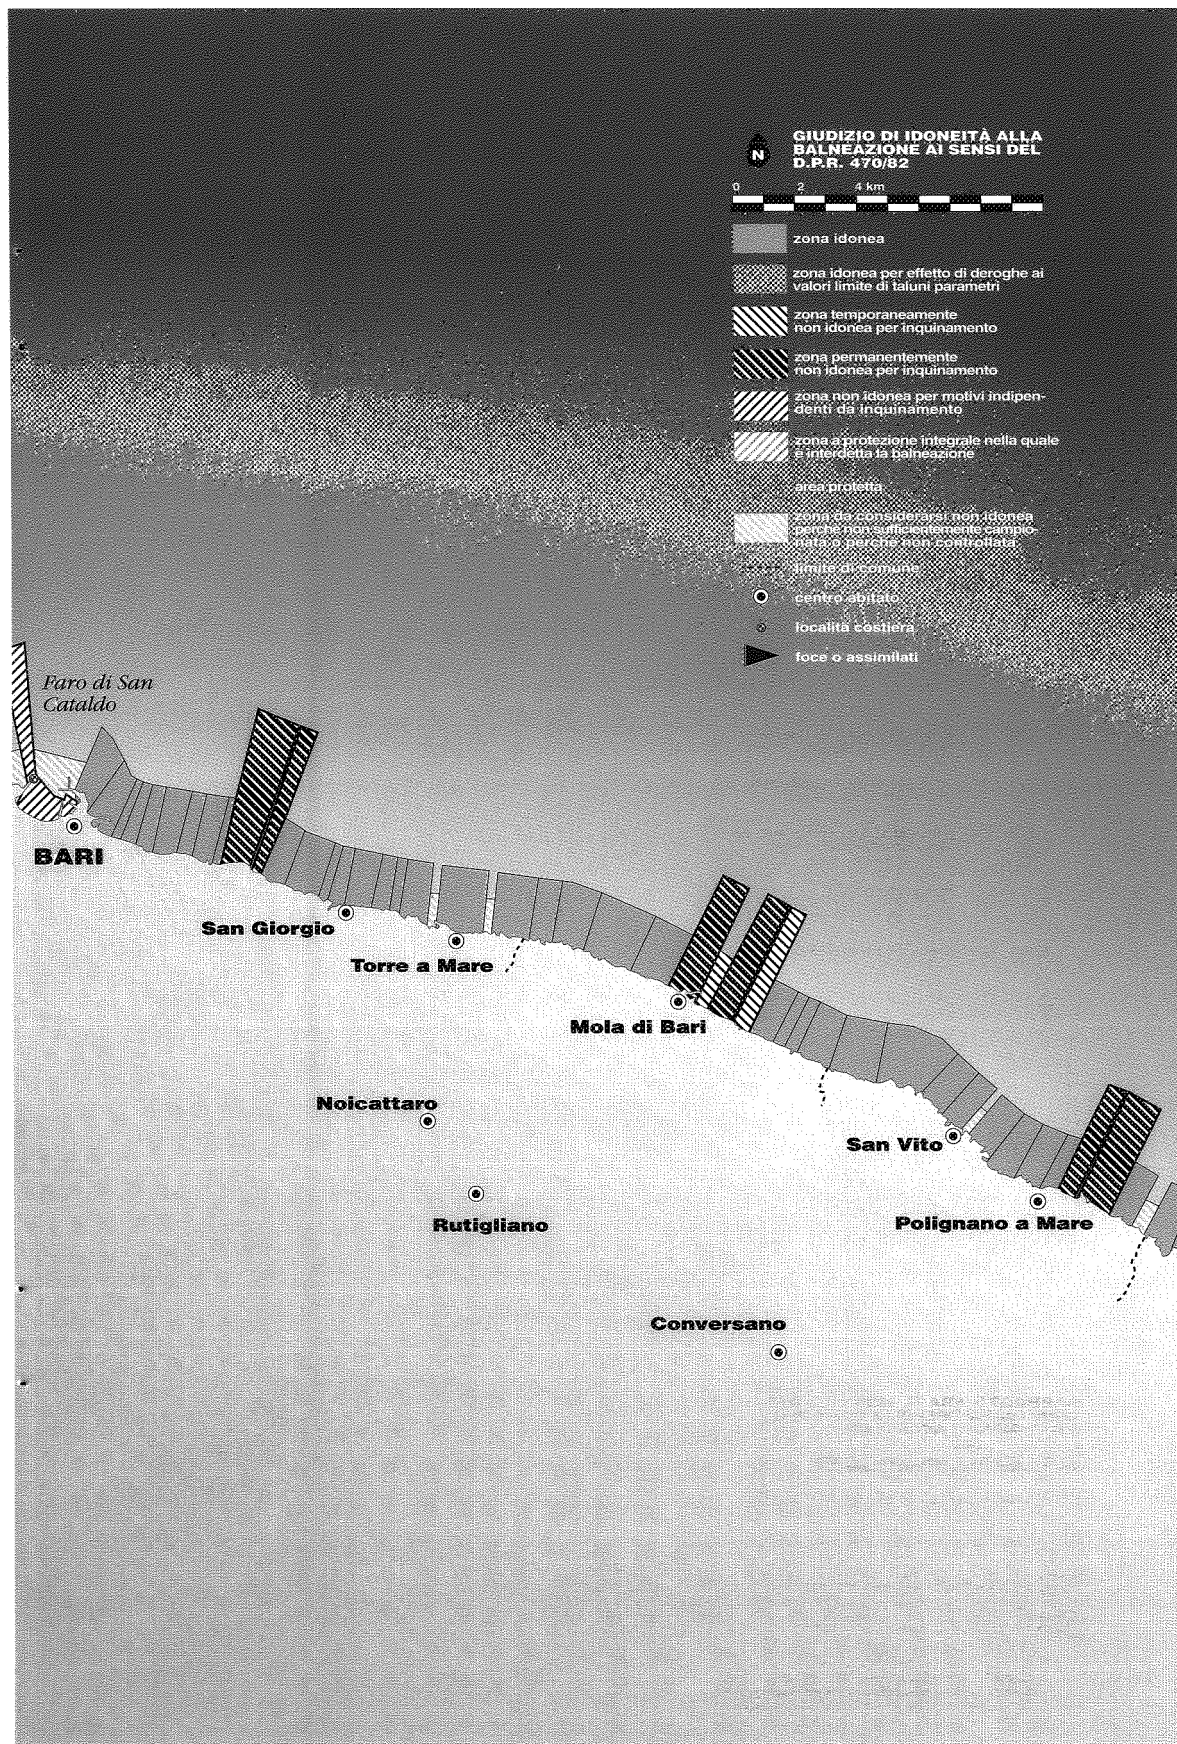 GIUDIZIO DI IDONEITÀ ALLA
BALNEAZIONE AI SENSI DEL
D.P.R. 470/82
N
0 2 4 km
zona idonea
zona idonea per effetto di deroghe ai
valori limite di taluni parametri
zona temporaneamente
non idonea per inquinamento
zona permanentemente
non idonea per inquinamento
zona non idonea per motivi indipen-
denti da inquinamento
zona a protezione integrale nella quale
è interdetta la balneazione
area protetta
zona da considerarsi non idonea
perché non sufficientemente campio-
nata o perché non controllata
limite di comune
centro abitato
località costiera
foce o assimilati
Faro di San
Cataldo
BARI
San Giorgio
Torre a Mare
Mola di Bari
Noicattaro
San Vito
Rutigliano
Polignano a Mare
Conversano